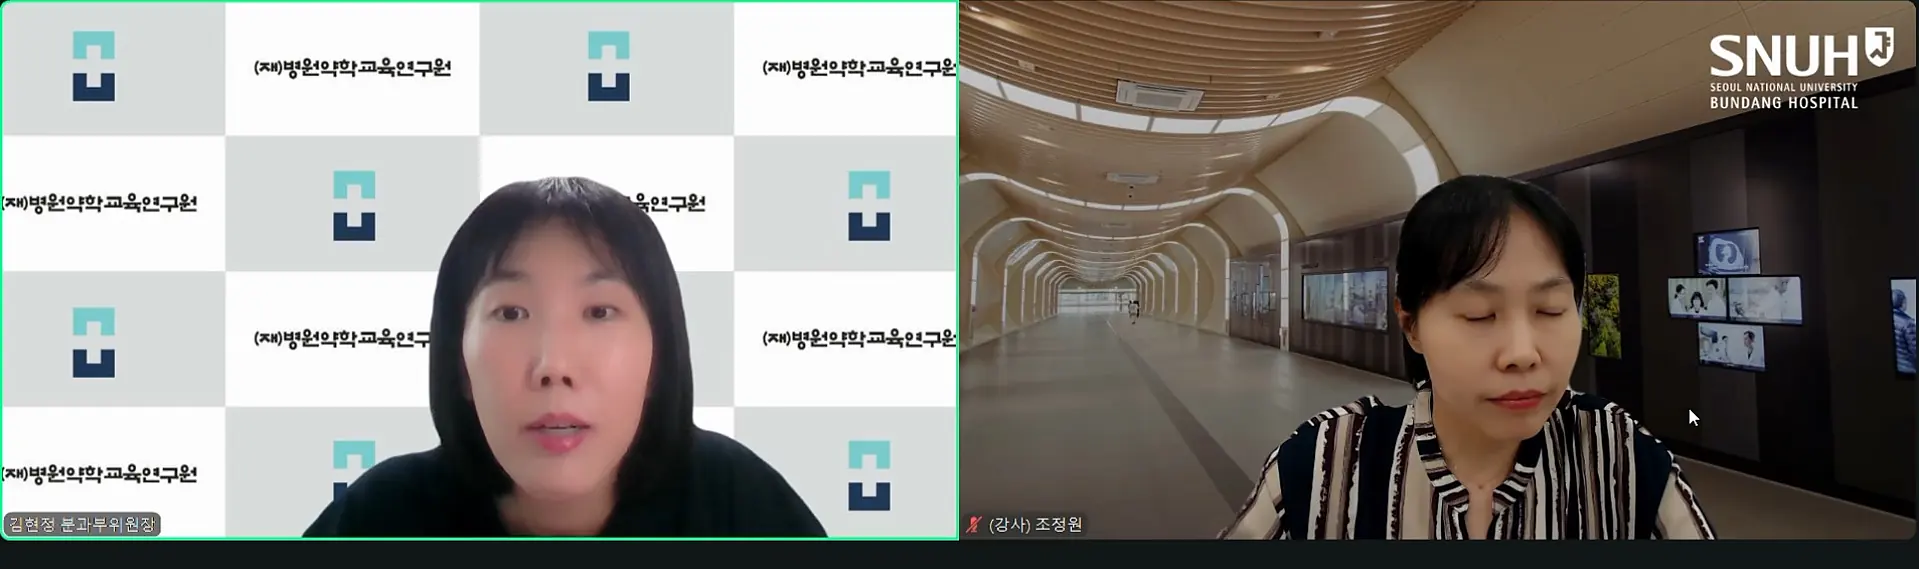 (재)병원약학교육연구원
(재)병원약학교육연구원
(재)병원약학교육연구원
육연구원
(재)병원약학교육연구
(재)병원약학교육연구원
(재)병원약학교육연구원
김현정 분과부위원장
SNUH
SEOUL NATIONAL UNIVERSITY
BUNDANG HOSPITAL
(강사) 조정원